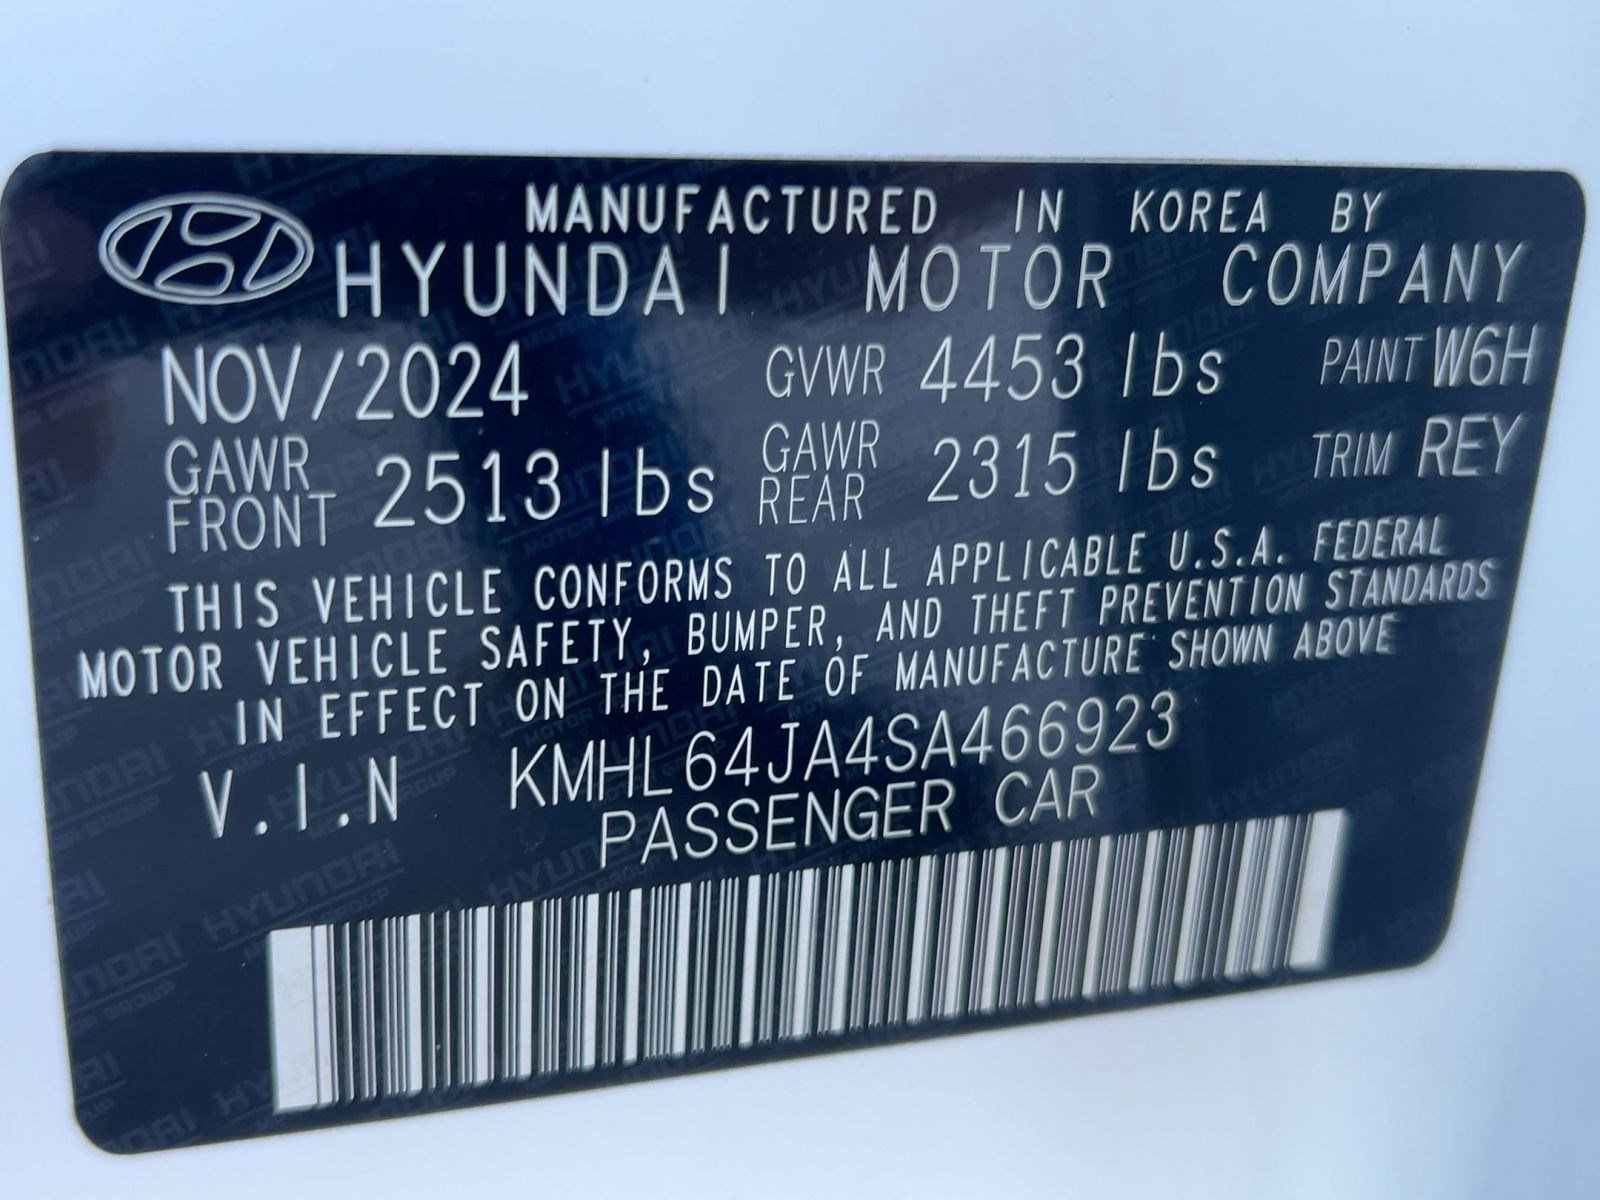 MANUFACTURED IN KOREA BY
HYUNDAI MOTOR COMPANY
NOV/2024 GVWR 4453 lbs PAINT W6H
GAWR FRONT 2513 lbs GAWR REAR 2315 lbs TRIM REY
THIS VEHICLE CONFORMS TO ALL APPLICABLE U.S.A. FEDERAL
MOTOR VEHICLE SAFETY, BUMPER, AND THEFT PREVENTION STANDARDS
IN EFFECT ON THE DATE OF MANUFACTURE SHOWN ABOVE
V.I.N KMHL64JA4SA466923
PASSENGER CAR